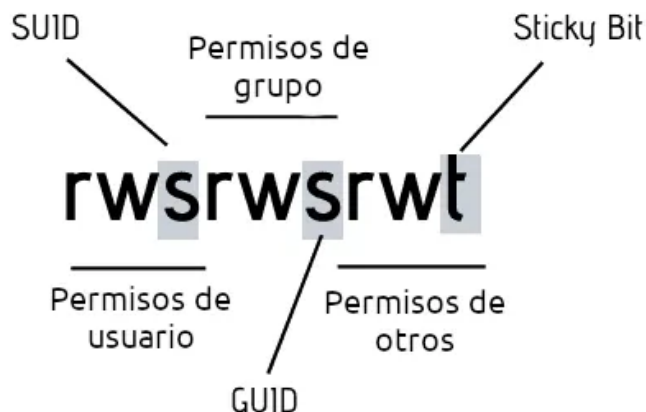 SUID
Sticky Bit
Permisos de
grupo
rwsrwsrwt
Permisos de
usuario
Permisos de
otros
GUID